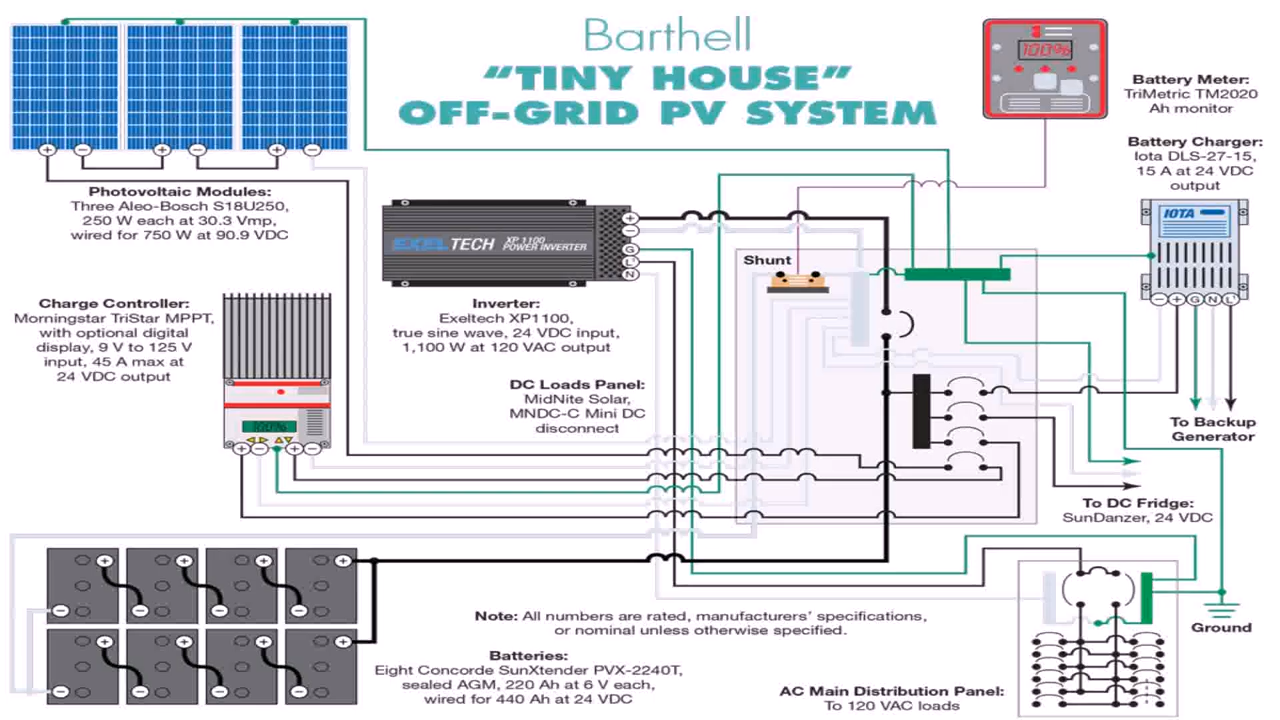 Barthell
“TINY HOUSE”
OFF-GRID PV SYSTEM
100%
Battery Meter:
TriMetric TM2020
Ah monitor
Battery Charger:
Iota DLS-27-15,
15 A at 24 VDC
output
IOTA
Photovoltaic Modules:
Three Aleo-Bosch S18U250,
250 W each at 30.3 Vmp,
wired for 750 W at 90.9 VDC
EXELTECH XP 1100
POWER INVERTER
G
L1
N
Shunt
Inverter:
Exeltech XP1100,
true sine wave, 24 VDC input,
1,100 W at 120 VAC output
Charge Controller:
Morningstar TriStar MPPT,
with optional digital
display, 9 V to 125 V
input, 45 A max at
24 VDC output
100%
G N L1
DC Loads Panel:
MidNite Solar,
MNDC-C Mini DC
disconnect
To Backup
Generator
To DC Fridge:
SunDanzer, 24 VDC
Note: All numbers are rated, manufacturers’ specifications,
or nominal unless otherwise specified.
Ground
Batteries:
Eight Concorde SunXtender PVX-2240T,
sealed AGM, 220 Ah at 6 V each,
wired for 440 Ah at 24 VDC
AC Main Distribution Panel:
To 120 VAC loads